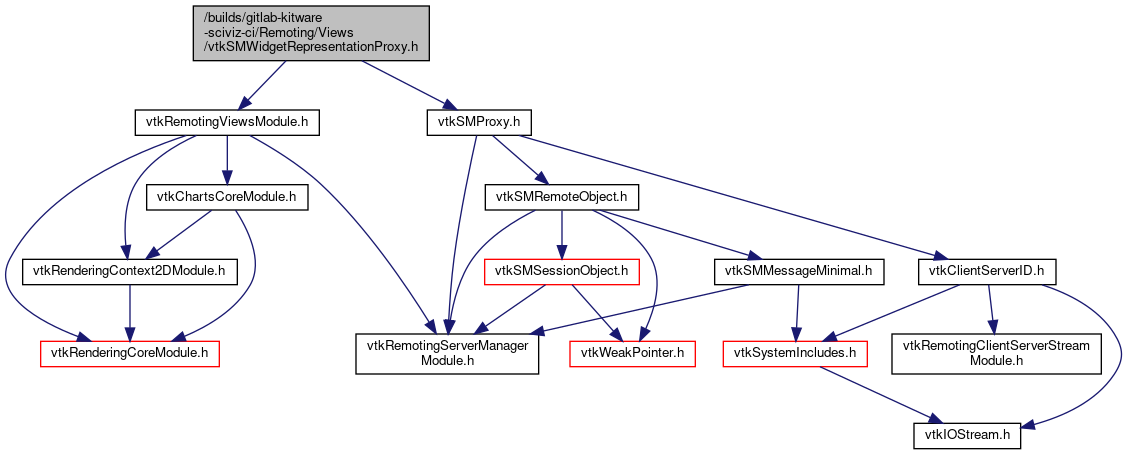 /builds/gitlab-kitware
-sciviz-ci/Remoting/Views
/vtkSMWidgetRepresentationProxy.h
vtkRemotingViewsModule.h
vtkSMProxy.h
vtkChartsCoreModule.h
vtkSMRemoteObject.h
vtkRenderingContext2DModule.h
vtkSMSessionObject.h
vtkSMMessageMinimal.h
vtkClientServerID.h
vtkRenderingCoreModule.h
vtkRemotingServerManager
Module.h
vtkWeakPointer.h
vtkSystemIncludes.h
vtkRemotingClientServerStream
Module.h
vtkIOStream.h